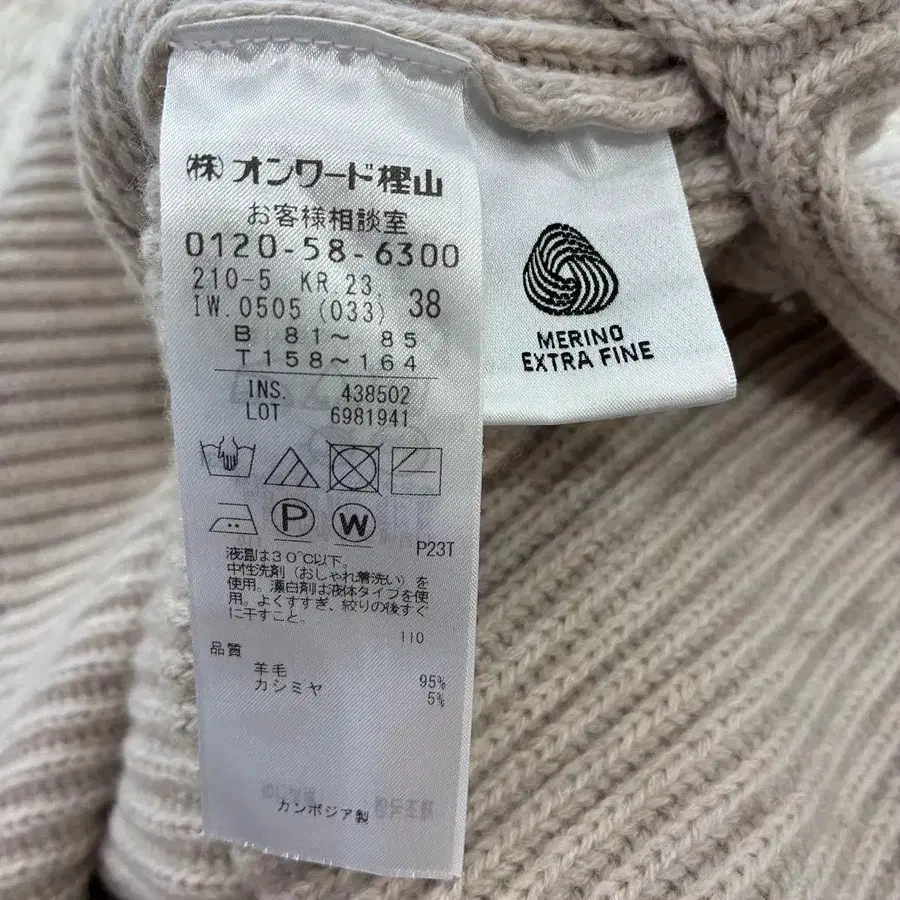 (株)オンワード樫山
お客様相談室
0120-58-6300
210-5 KR 23.
IW.0505 (033) 38
B 81～ 85
T158～164
INS. 438502
LOT 6981941
P W
P23T
液温は30℃以下。
中性洗剤（おしゃれ着洗い）を
使用。漂白剤は液体タイプを使
用。よくすすぎ、絞りの後すぐ
に干すこと。
110
品質
羊毛 95%
カシミヤ 5%
カンボジア製
MERINO
EXTRA FINE